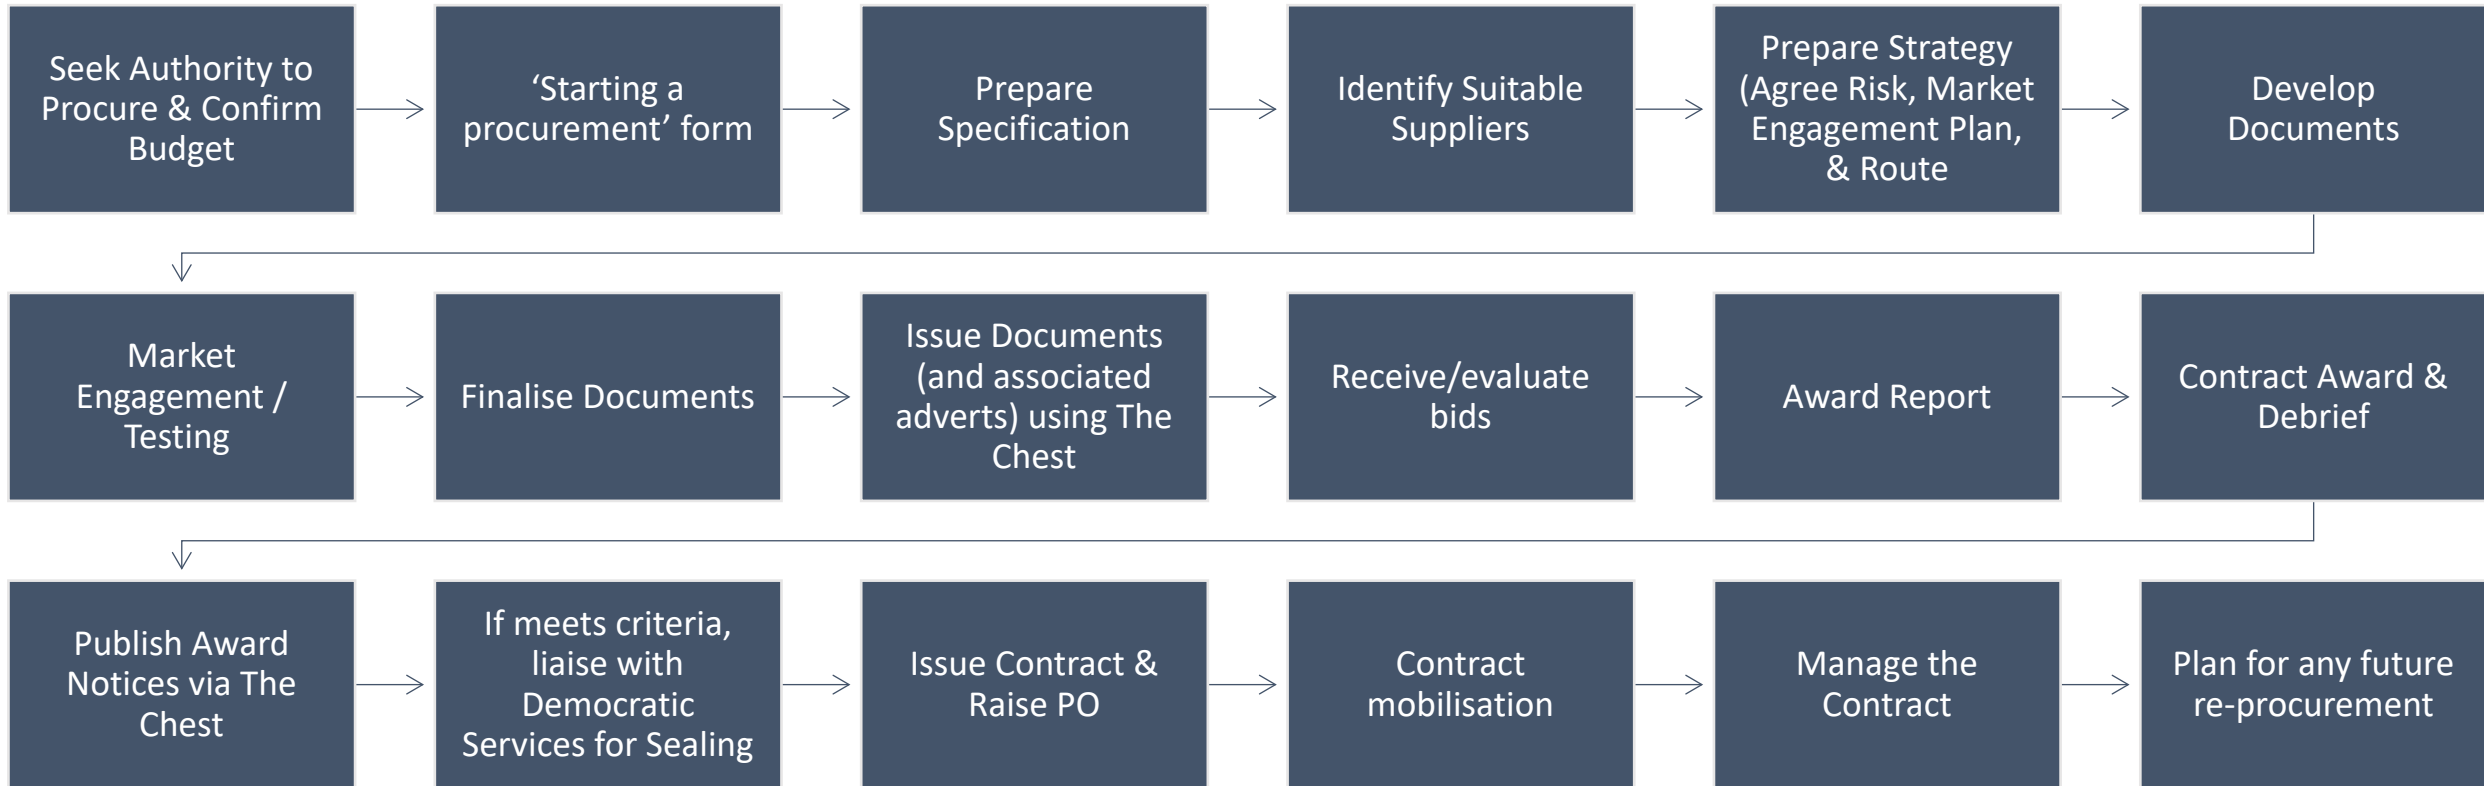 Seek Authority to
Procure & Confirm
Budget
‘Starting a
procurement’ form
Prepare
Specification
Identify Suitable
Suppliers
Prepare Strategy
(Agree Risk, Market
Engagement Plan,
& Route
Develop
Documents
Market
Engagement /
Testing
Finalise Documents
Issue Documents
(and associated
adverts) using The
Chest
Receive/evaluate
bids
Award Report
Contract Award &
Debrief
Publish Award
Notices via The
Chest
If meets criteria,
liaise with
Democratic
Services for Sealing
Issue Contract &
Raise PO
Contract
mobilisation
Manage the
Contract
Plan for any future
re-procurement